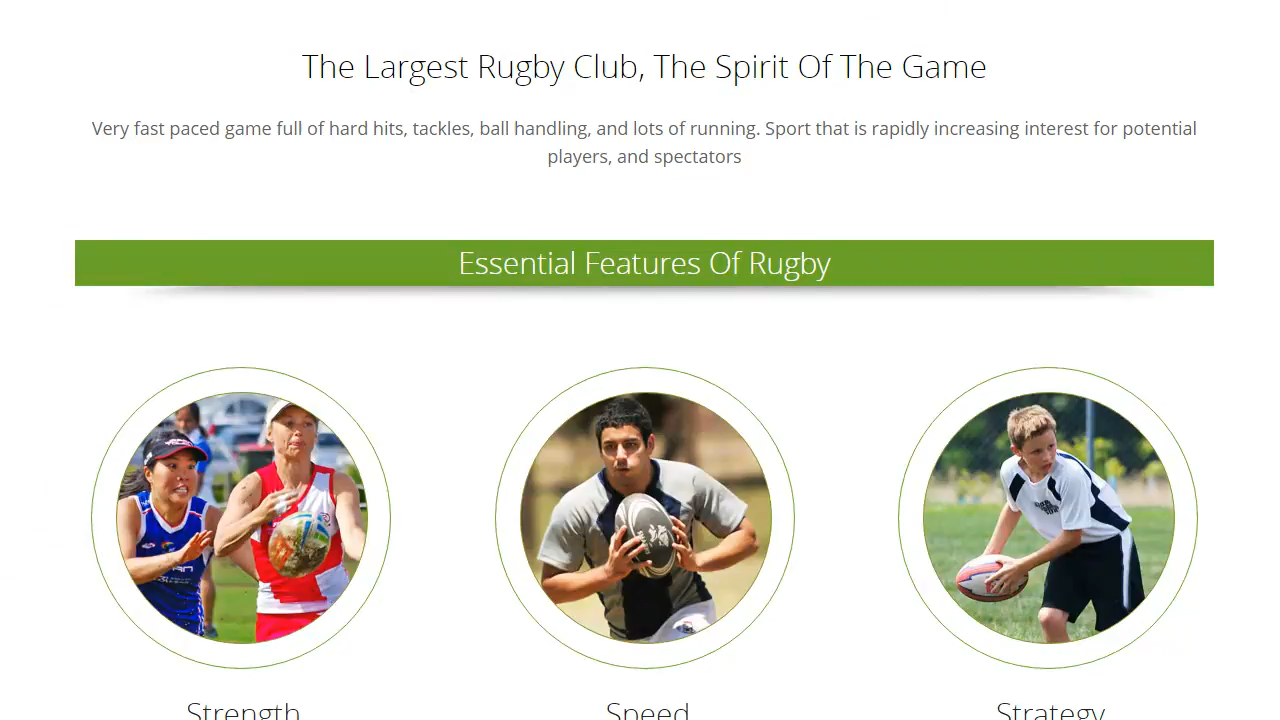 The Largest Rugby Club, The Spirit Of The Game
Very fast paced game full of hard hits, tackles, ball handling, and lots of running. Sport that is rapidly increasing interest for potential
players, and spectators
Essential Features Of Rugby
Strength
Speed
Strategy